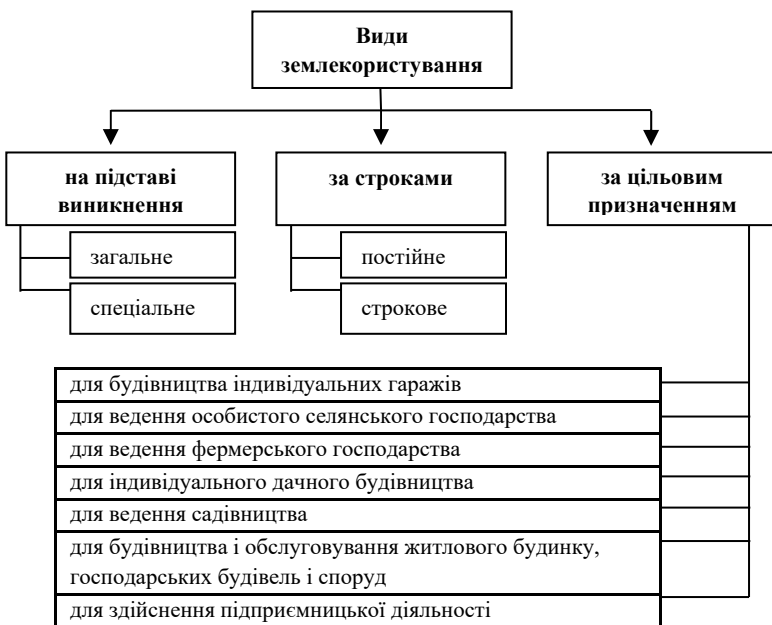 Види
землекористування
на підставі
виникнення
за строками
за цільовим
призначенням
загальне
спеціальне
постійне
строкове
для будівництва індивідуальних гаражів
для ведення особистого селянського господарства
для ведення фермерського господарства
для індивідуального дачного будівництва
для ведення садівництва
для будівництва і обслуговування житлового будинку,
господарських будівель і споруд
для здійснення підприємницької діяльності